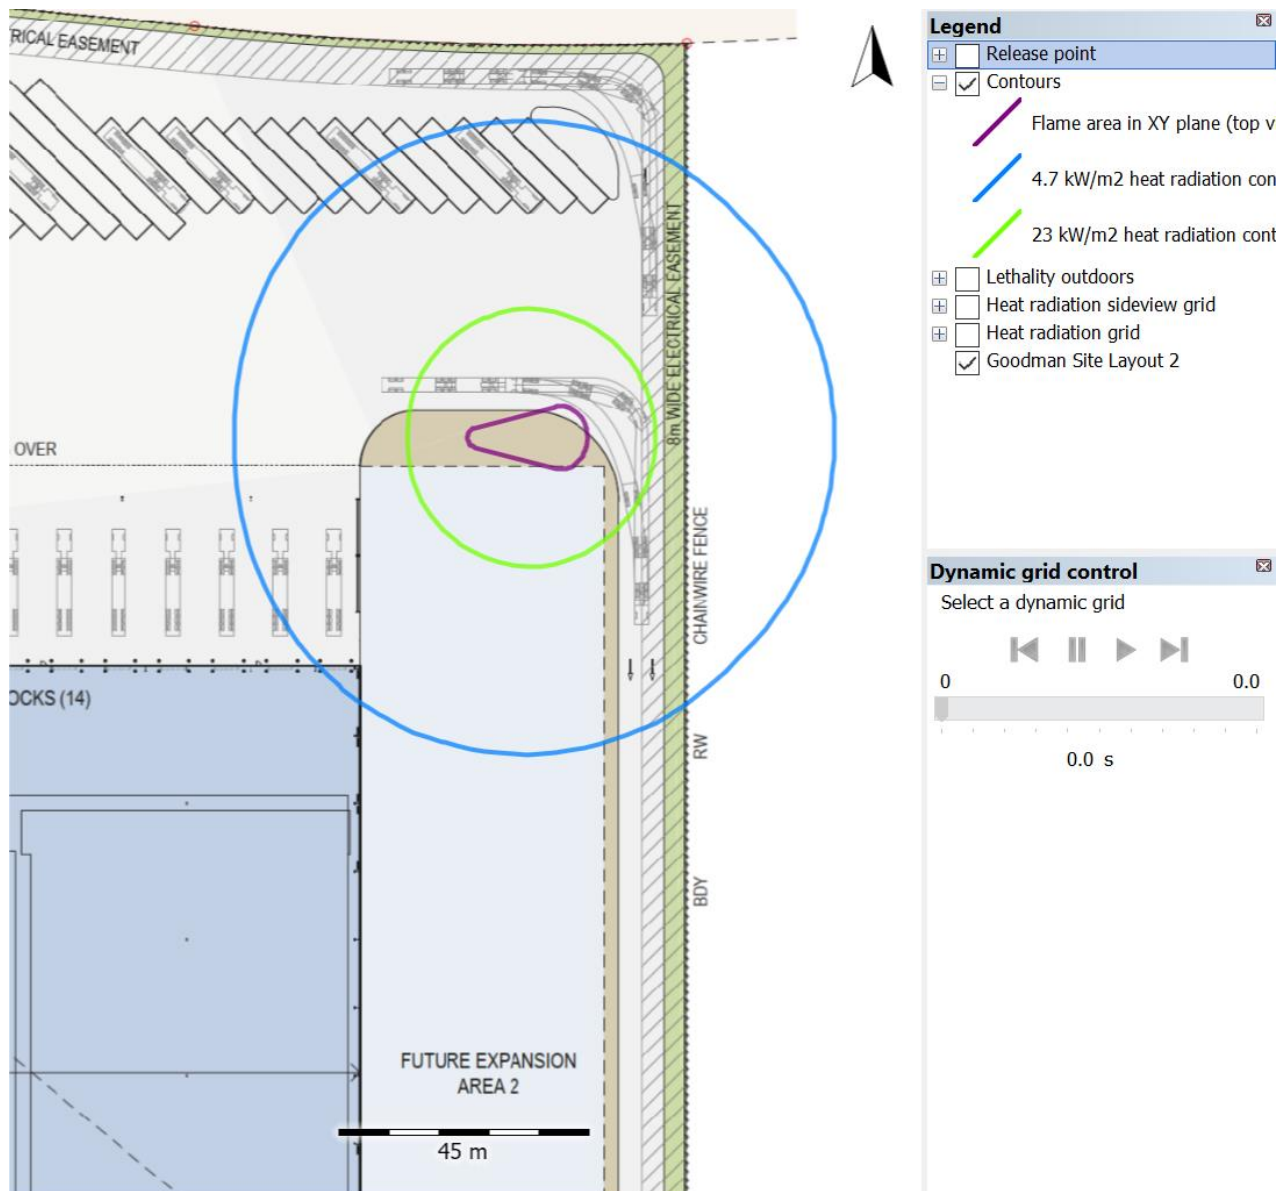 RICAL EASEMENT
8m WIDE ELECTRICAL EASEMENT
OVER
CHAINWIRE FENCE
OCKS (14)
RW
BDY
FUTURE EXPANSION
AREA 2
45 m
Legend
Release point
Contours
Flame area in XY plane (top v
4.7 kW/m2 heat radiation con
23 kW/m2 heat radiation cont
Lethality outdoors
Heat radiation sideview grid
Heat radiation grid
Goodman Site Layout 2
Dynamic grid control
Select a dynamic grid
0 0.0
0.0 s